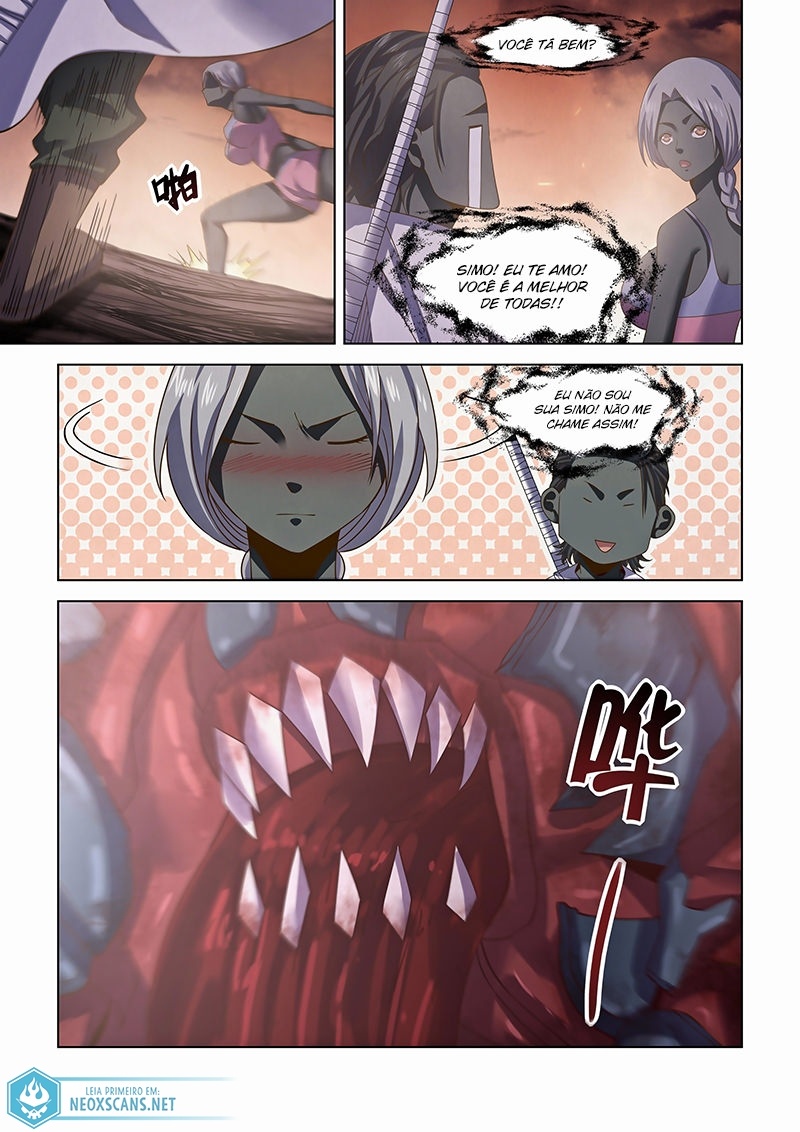 啪
VOCÊ TÁ BEM?
SIMO! EU TE AMO!
VOCÊ É A MELHOR
DE TODAS!!
EU NÃO SOU
SUA SIMO! NÃO ME
CHAME ASSIM!
哗
LEIA PRIMEIRO EM:
NEOXSCANS.NET